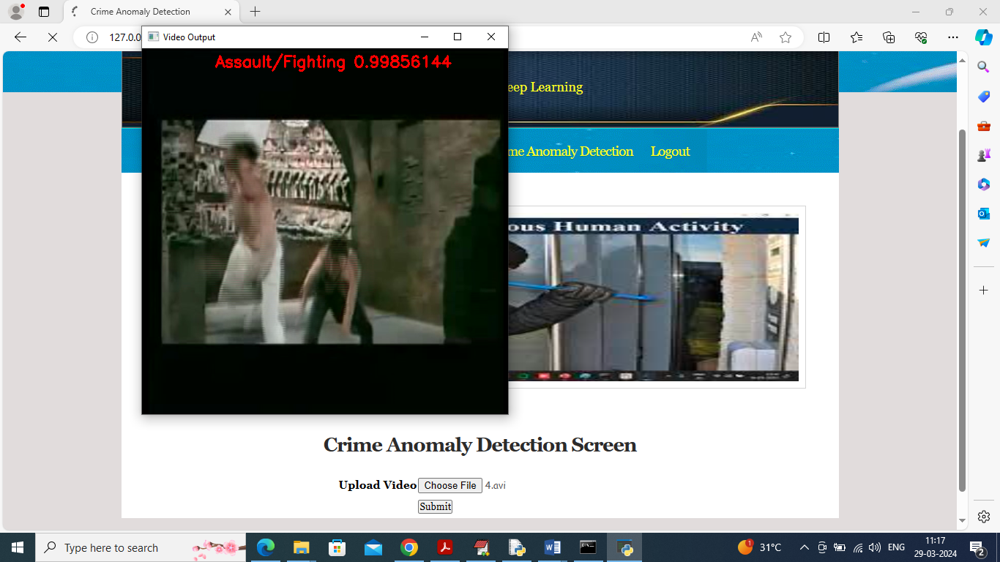 Crime Anomaly Detection
127.0.0
Video Output
Assault/Fighting 0.99856144
eep Learning
me Anomaly Detection Logout
ous Human Activity
Crime Anomaly Detection Screen
Upload Video Choose File 4.avi
Submit
Type here to search
1 31°C ENG 11:17
29-03-2024 2